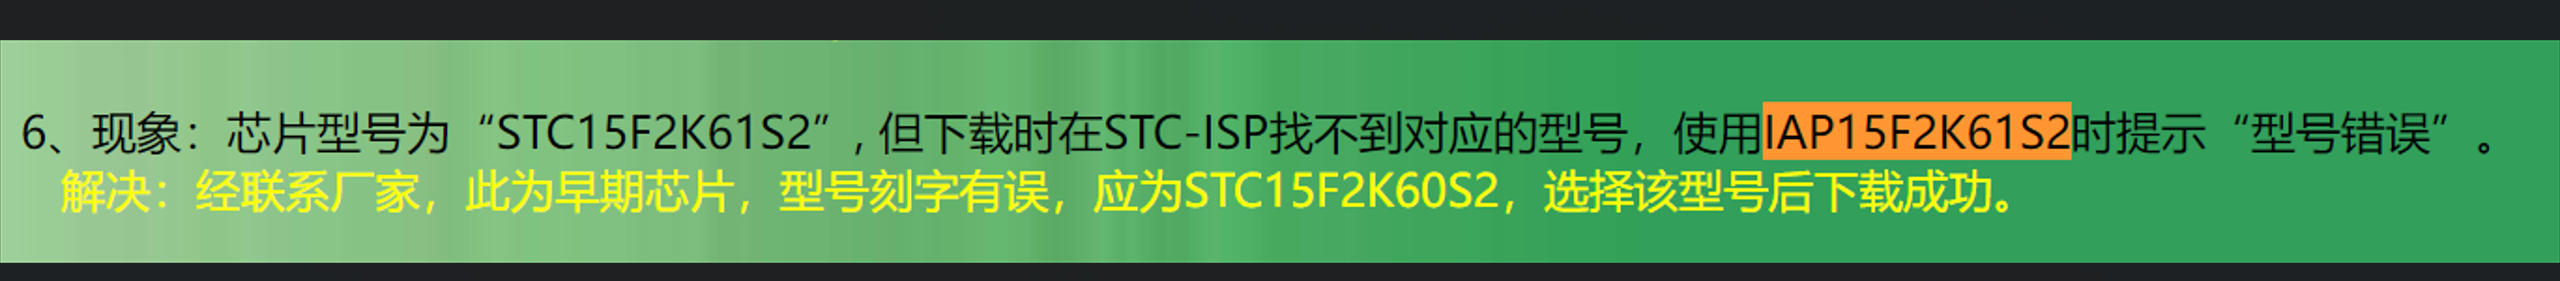 6、现象：芯片型号为“STC15F2K61S2”, 但下载时在STC-ISP找不到对应的型号，使用IAP15F2K61S2时提示“型号错误”。
解决：经联系厂家，此为早期芯片，型号刻字有误，应为STC15F2K60S2，选择该型号后下载成功。